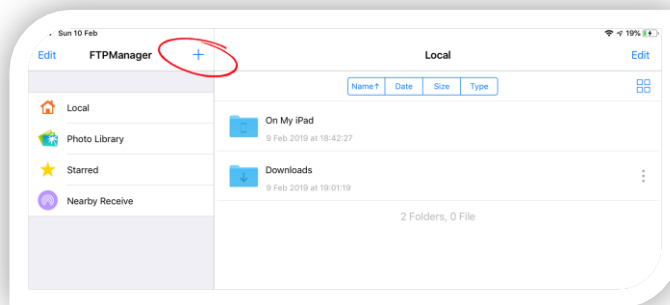 Sun 10 Feb
19%
Edit FTPManager +
Local
Edit
Name↑ Date Size Type
Local
Photo Library
Starred
Nearby Receive
On My iPad
9 Feb 2019 at 18:42:27
Downloads
9 Feb 2019 at 19:01:19
2 Folders, 0 File